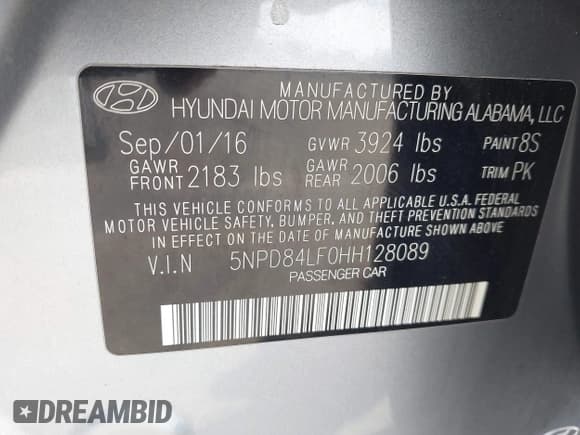 MANUFACTURED BY
HYUNDAI MOTOR MANUFACTURING ALABAMA, LLC
Sep/01/16 GVWR 3924 lbs PAINT 8S
GAWR FRONT 2183 lbs GAWR REAR 2006 lbs TRIM PK
THIS VEHICLE CONFORMS TO ALL APPLICABLE U.S.A. FEDERAL
MOTOR VEHICLE SAFETY, BUMPER, AND THEFT PREVENTION STANDARDS
IN EFFECT ON THE DATE OF MANUFACTURE SHOWN ABOVE.
V.I.N 5NPD84LF0HH128089
PASSENGER CAR
DREAMBID